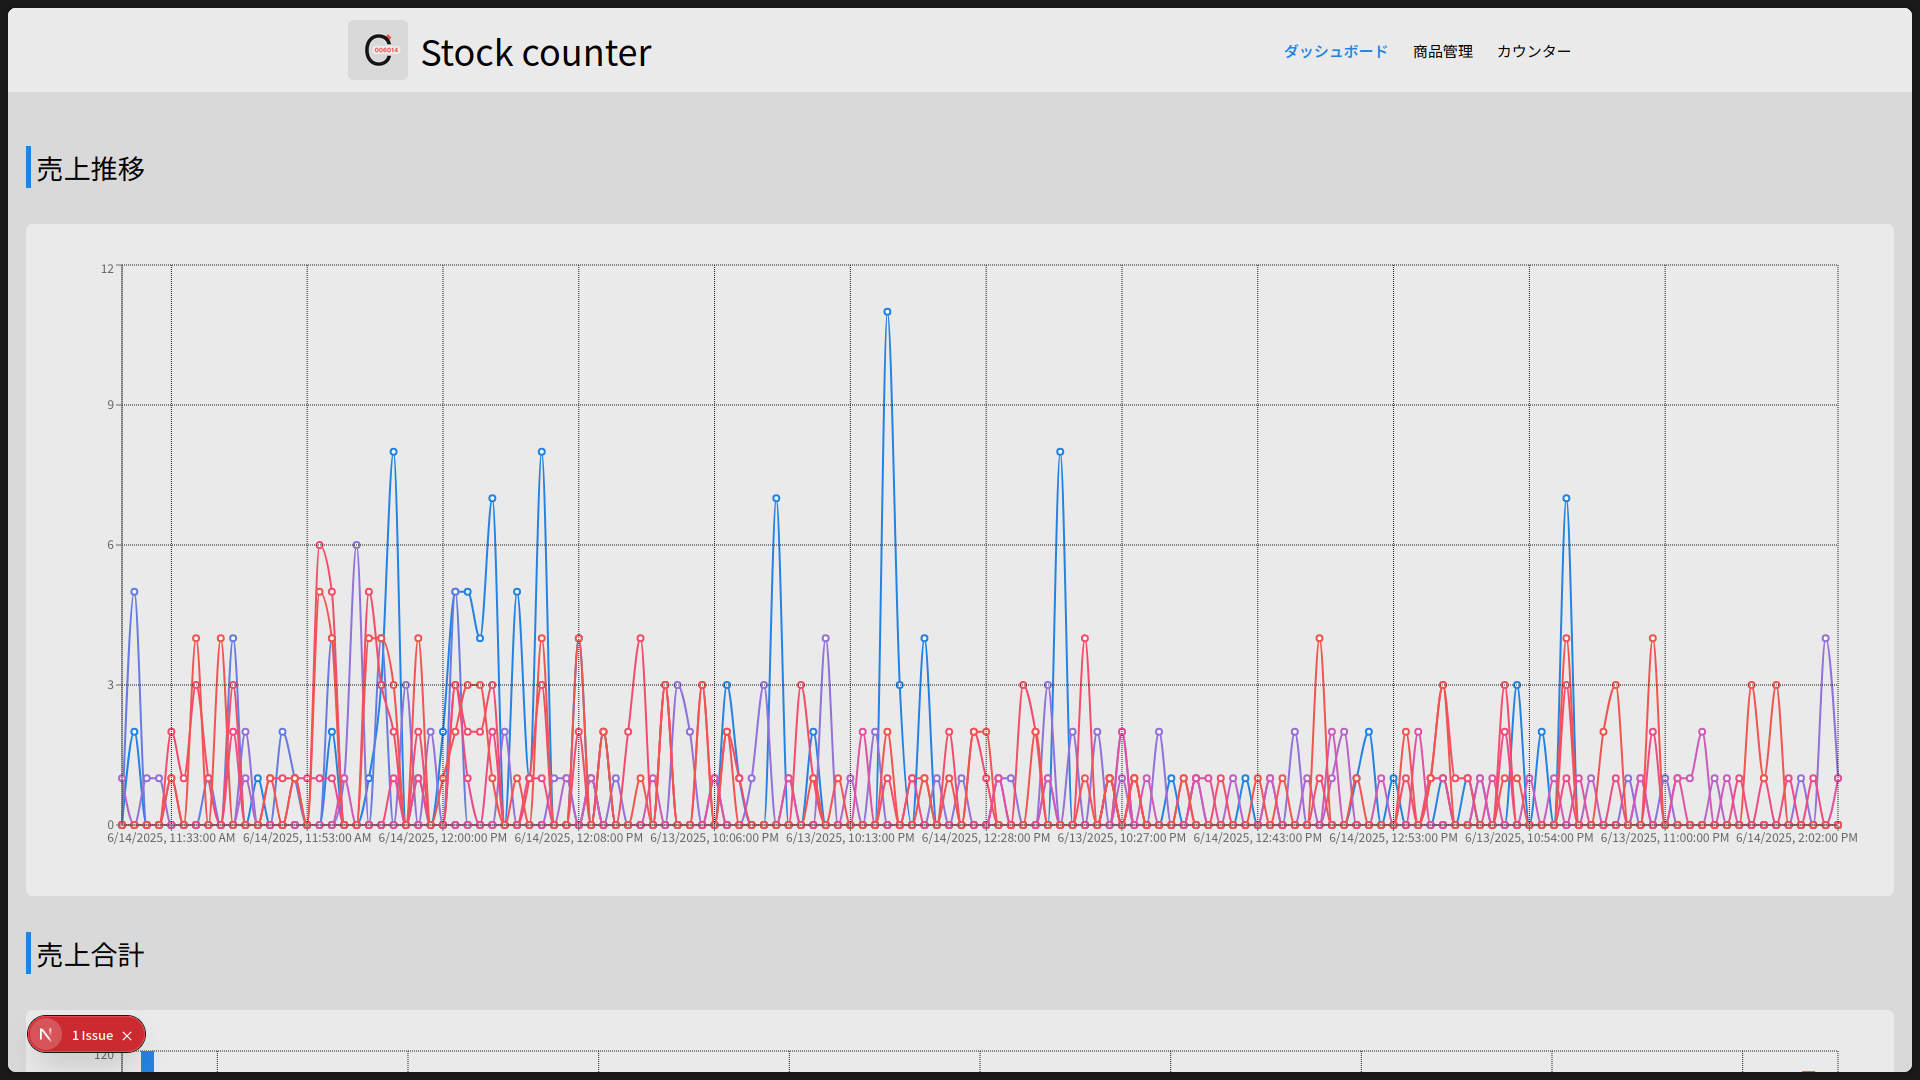 006014
Stock counter
ダッシュボード 商品管理 カウンター
売上推移
12
9
6
3
0
6/14/2025, 11:33:00 AM 6/14/2025, 11:53:00 AM 6/14/2025, 12:00:00 PM 6/14/2025, 12:08:00 PM 6/13/2025, 10:06:00 PM 6/13/2025, 10:13:00 PM 6/14/2025, 12:28:00 PM 6/13/2025, 10:27:00 PM 6/14/2025, 12:43:00 PM 6/14/2025, 12:53:00 PM 6/13/2025, 10:54:00 PM 6/13/2025, 11:00:00 PM 6/14/2025, 2:02:00 PM
売上合計
N 1 Issue ×
120